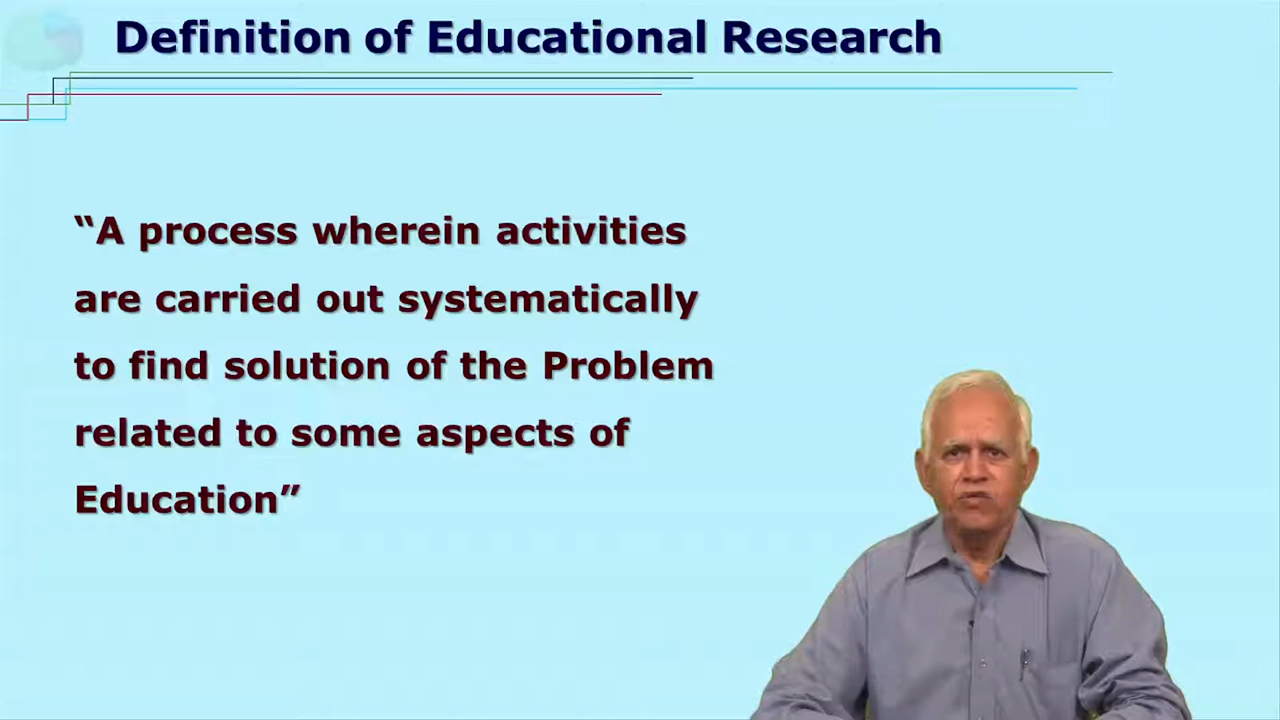 Definition of Educational Research
“A process wherein activities
are carried out systematically
to find solution of the Problem
related to some aspects of
Education”